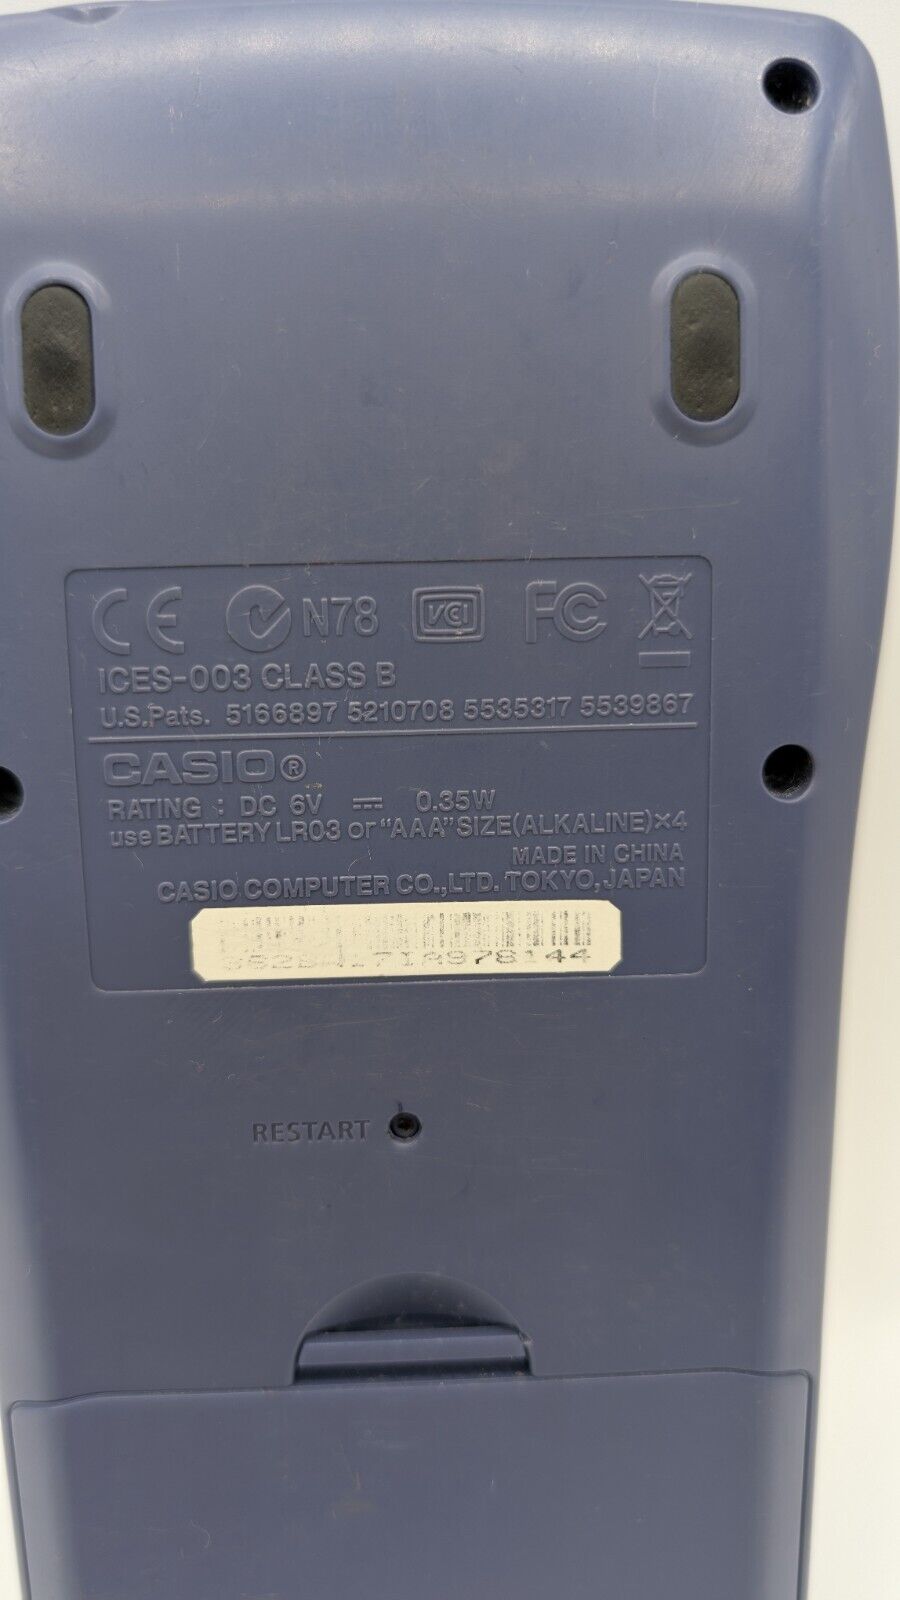 CE N78 VCI FC
ICES-003 CLASS B
U.S.Pats. 5166897 5210708 5535317 5539867
CASIO®
RATING : DC 6V ⎓ 0.35W
use BATTERY LR03 or "AAA" SIZE(ALKALINE)×4
MADE IN CHINA
CASIO COMPUTER CO.,LTD. TOKYO, JAPAN
RESTART